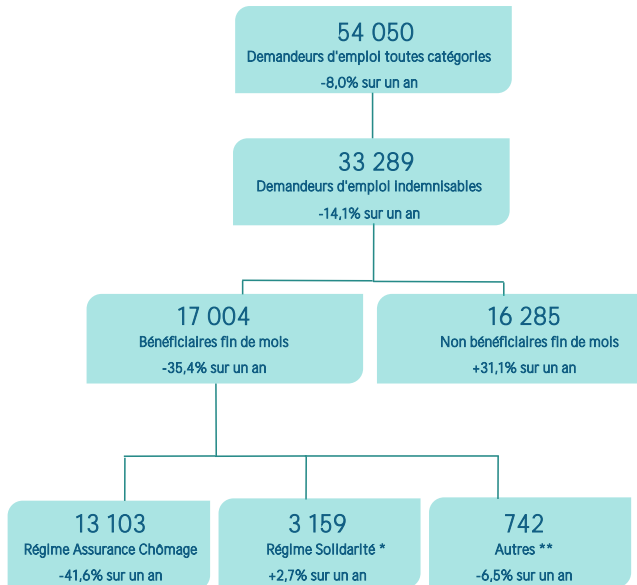 54 050
Demandeurs d'emploi toutes catégories
-8,0% sur un an
33 289
Demandeurs d'emploi indemnisables
-14,1% sur un an
17 004
Bénéficiaires fin de mois
-35,4% sur un an
16 285
Non bénéficiaires fin de mois
+31,1% sur un an
13 103
Régime Assurance Chômage
-41,6% sur un an
3 159
Régime Solidarité *
+2,7% sur un an
742
Autres **
-6,5% sur un an